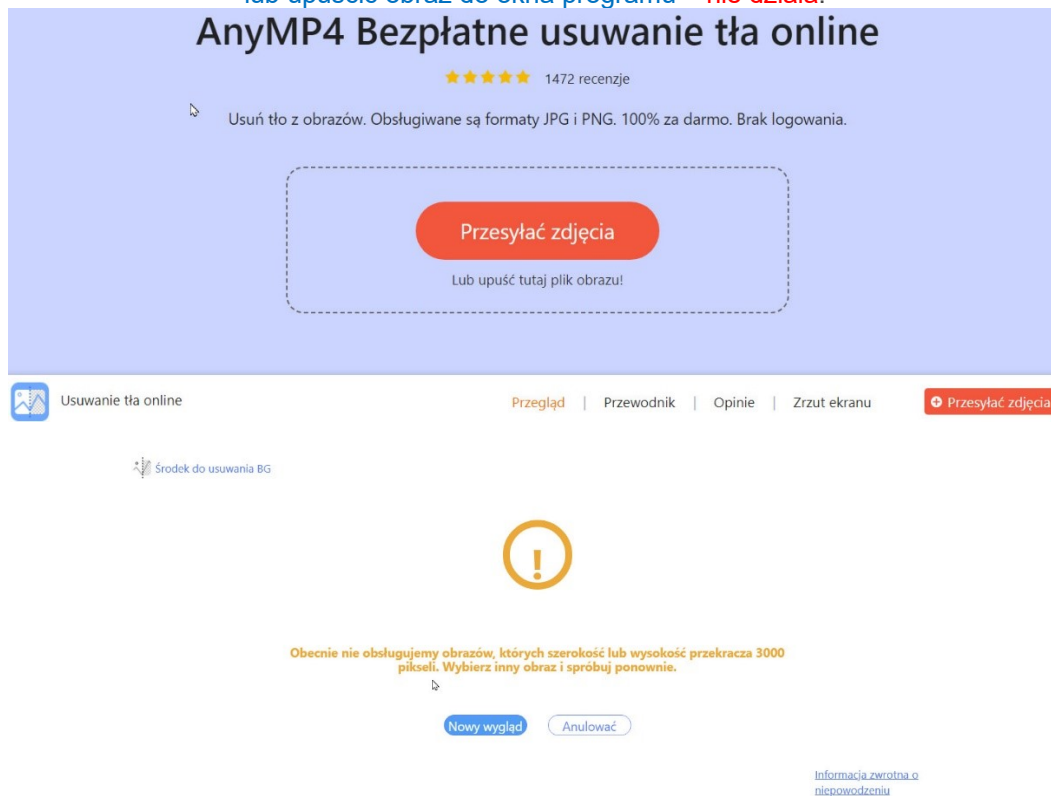 lub upuście obraz do okna programu – nie działa.
AnyMP4 Bezpłatne usuwanie tła online
1472 recenzje
Usuń tło z obrazów. Obsługiwane są formaty JPG i PNG. 100% za darmo. Brak logowania.
Przesyłać zdjęcia
Lub upuść tutaj plik obrazu!
Usuwanie tła online
Przegląd | Przewodnik | Opinie | Zrzut ekranu
Przesyłać zdjęcia
Środek do usuwania BG
Obecnie nie obsługujemy obrazów, których szerokość lub wysokość przekracza 3000
pikseli. Wybierz inny obraz i spróbuj ponownie.
Nowy wygląd
Anulować
Informacja zwrotna o
niepowodzeniu